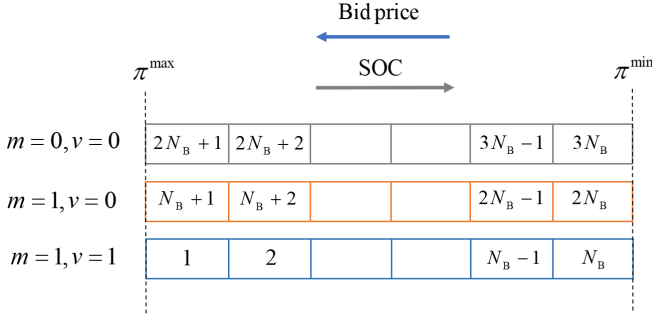 Bid price
SOC
π^max π^min
m = 0, v = 0 2N_B + 1 2N_B + 2 3N_B − 1 3N_B
m = 1, v = 0 N_B + 1 N_B + 2 2N_B − 1 2N_B
m = 1, v = 1 1 2 N_B − 1 N_B